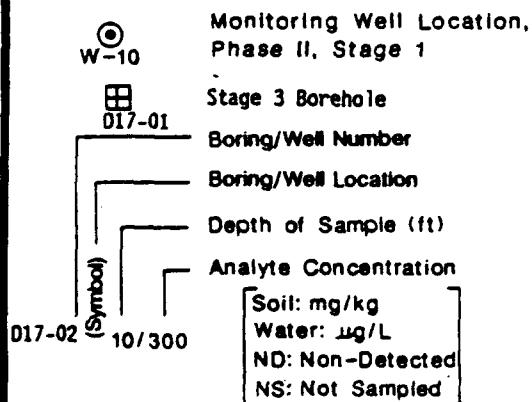 Monitoring Well Location,
W-10
Phase II, Stage 1
Stage 3 Borehole
D17-01
Boring/Well Number
Boring/Well Location
Depth of Sample (ft)
Analyte Concentration
(Symbol)
D17-02
10/300
Soil: mg/kg
Water: µg/L
ND: Non-Detected
NS: Not Sampled